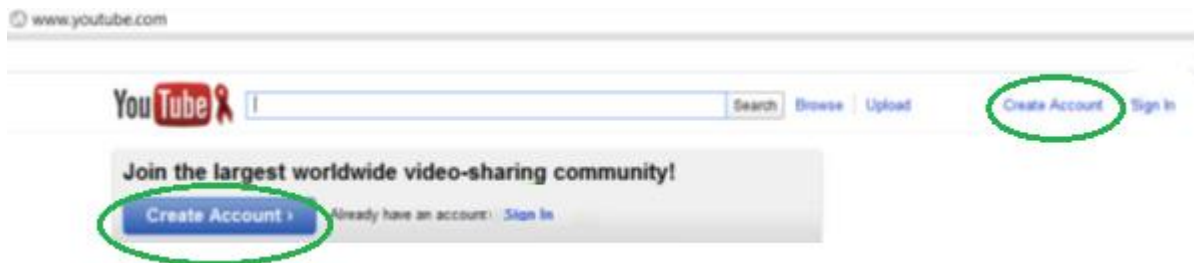 www.youtube.com
YouTube Search Browse Upload Create Account Sign In
Join the largest worldwide video-sharing community!
Create Account › Already have an account? Sign In